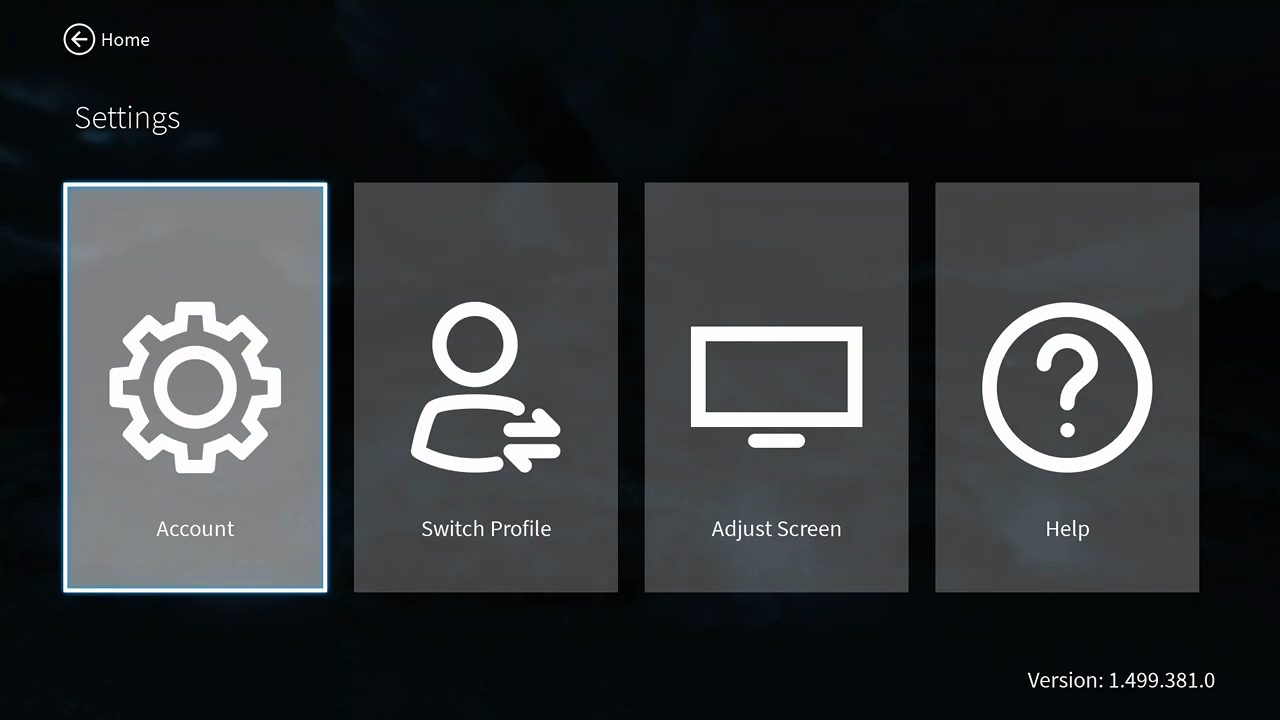 Home
Settings
Account
Switch Profile
Adjust Screen
Help
Version: 1.499.381.0